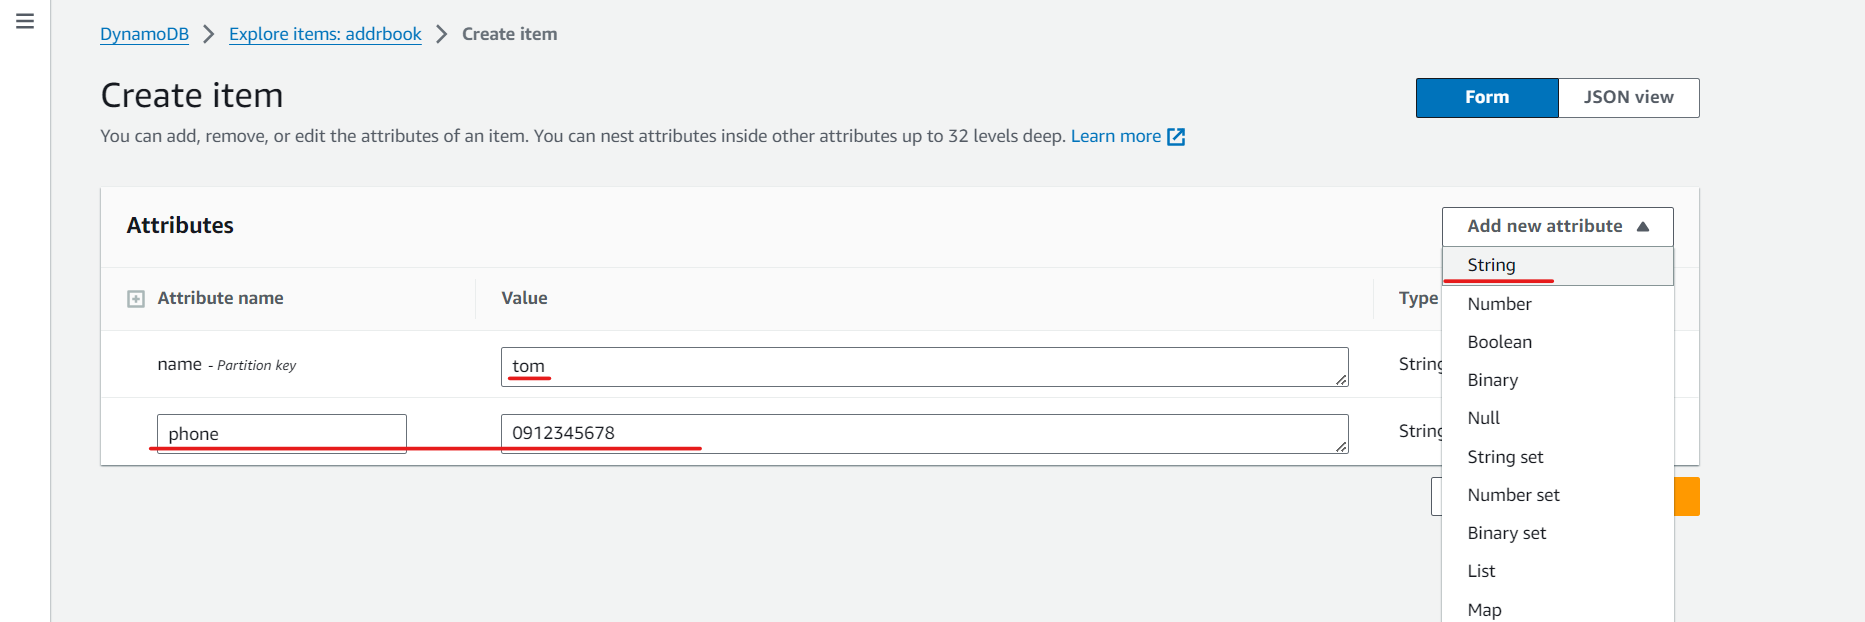 DynamoDB > Explore items: addrbook > Create item
Create item
Form JSON view
You can add, remove, or edit the attributes of an item. You can nest attributes inside other attributes up to 32 levels deep. Learn more
Attributes
Add new attribute
Attribute name Value Type
name - Partition key tom String
phone 0912345678 String
String
Number
Boolean
Binary
Null
String set
Number set
Binary set
List
Map